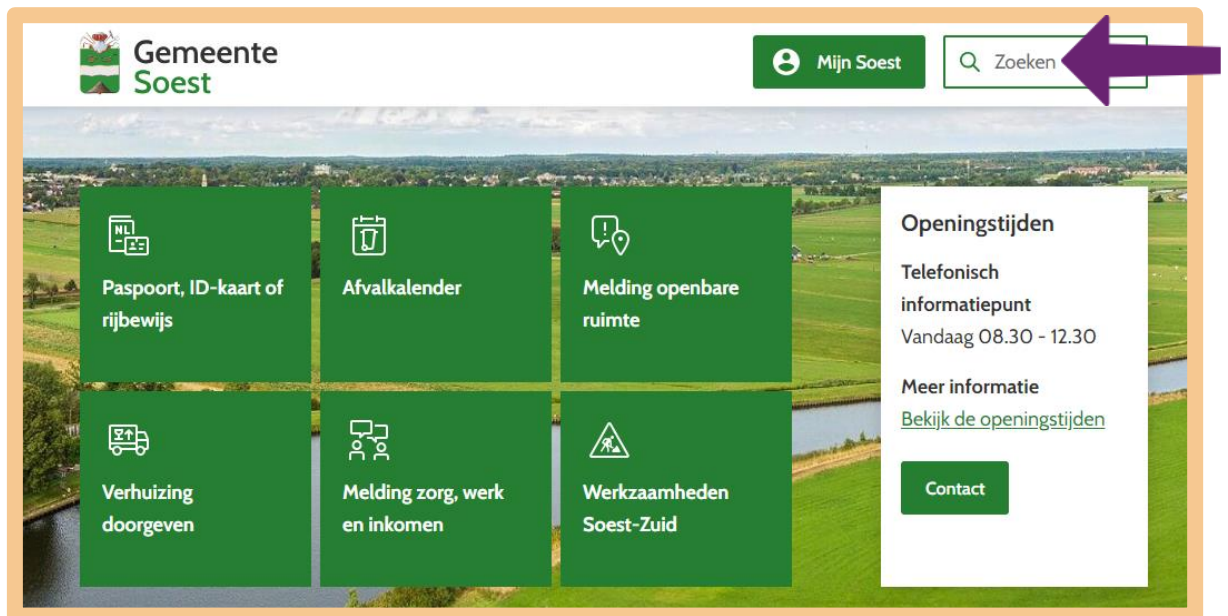 Gemeente
Soest
Mijn Soest
Zoeken
NL
Paspoort, ID-kaart of
rijbewijs
Afvalkalender
Melding openbare
ruimte
Verhuizing
doorgeven
Melding zorg, werk
en inkomen
Werkzaamheden
Soest-Zuid
Openingstijden
Telefonisch
informatiepunt
Vandaag 08.30 - 12.30
Meer informatie
Bekijk de openingstijden
Contact